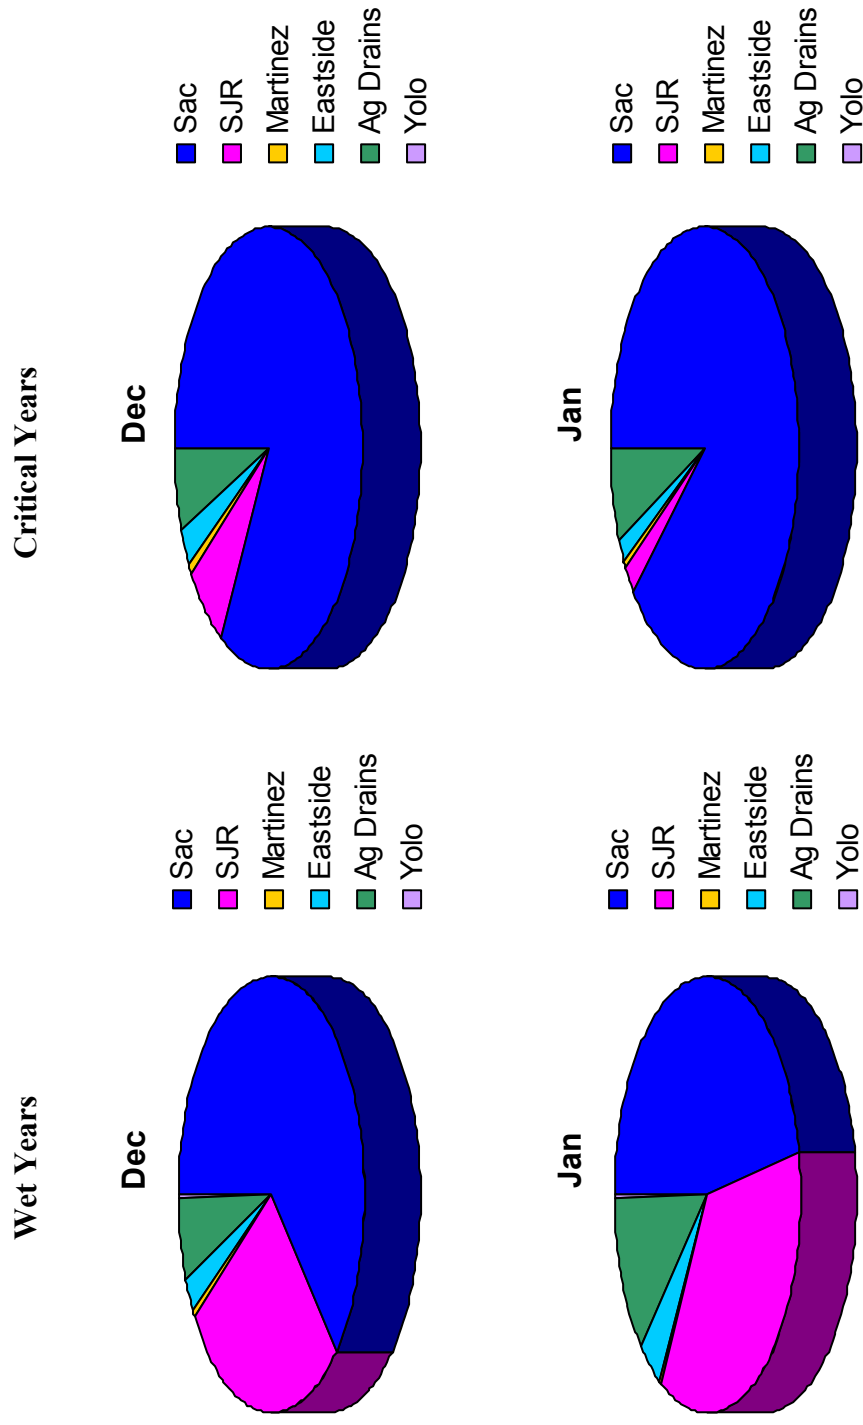 Wet Years
Critical Years
Dec
Sac
SJR
Martinez
Eastside
Ag Drains
Yolo
Dec
Sac
SJR
Martinez
Eastside
Ag Drains
Yolo
Jan
Sac
SJR
Martinez
Eastside
Ag Drains
Yolo
Jan
Sac
SJR
Martinez
Eastside
Ag Drains
Yolo